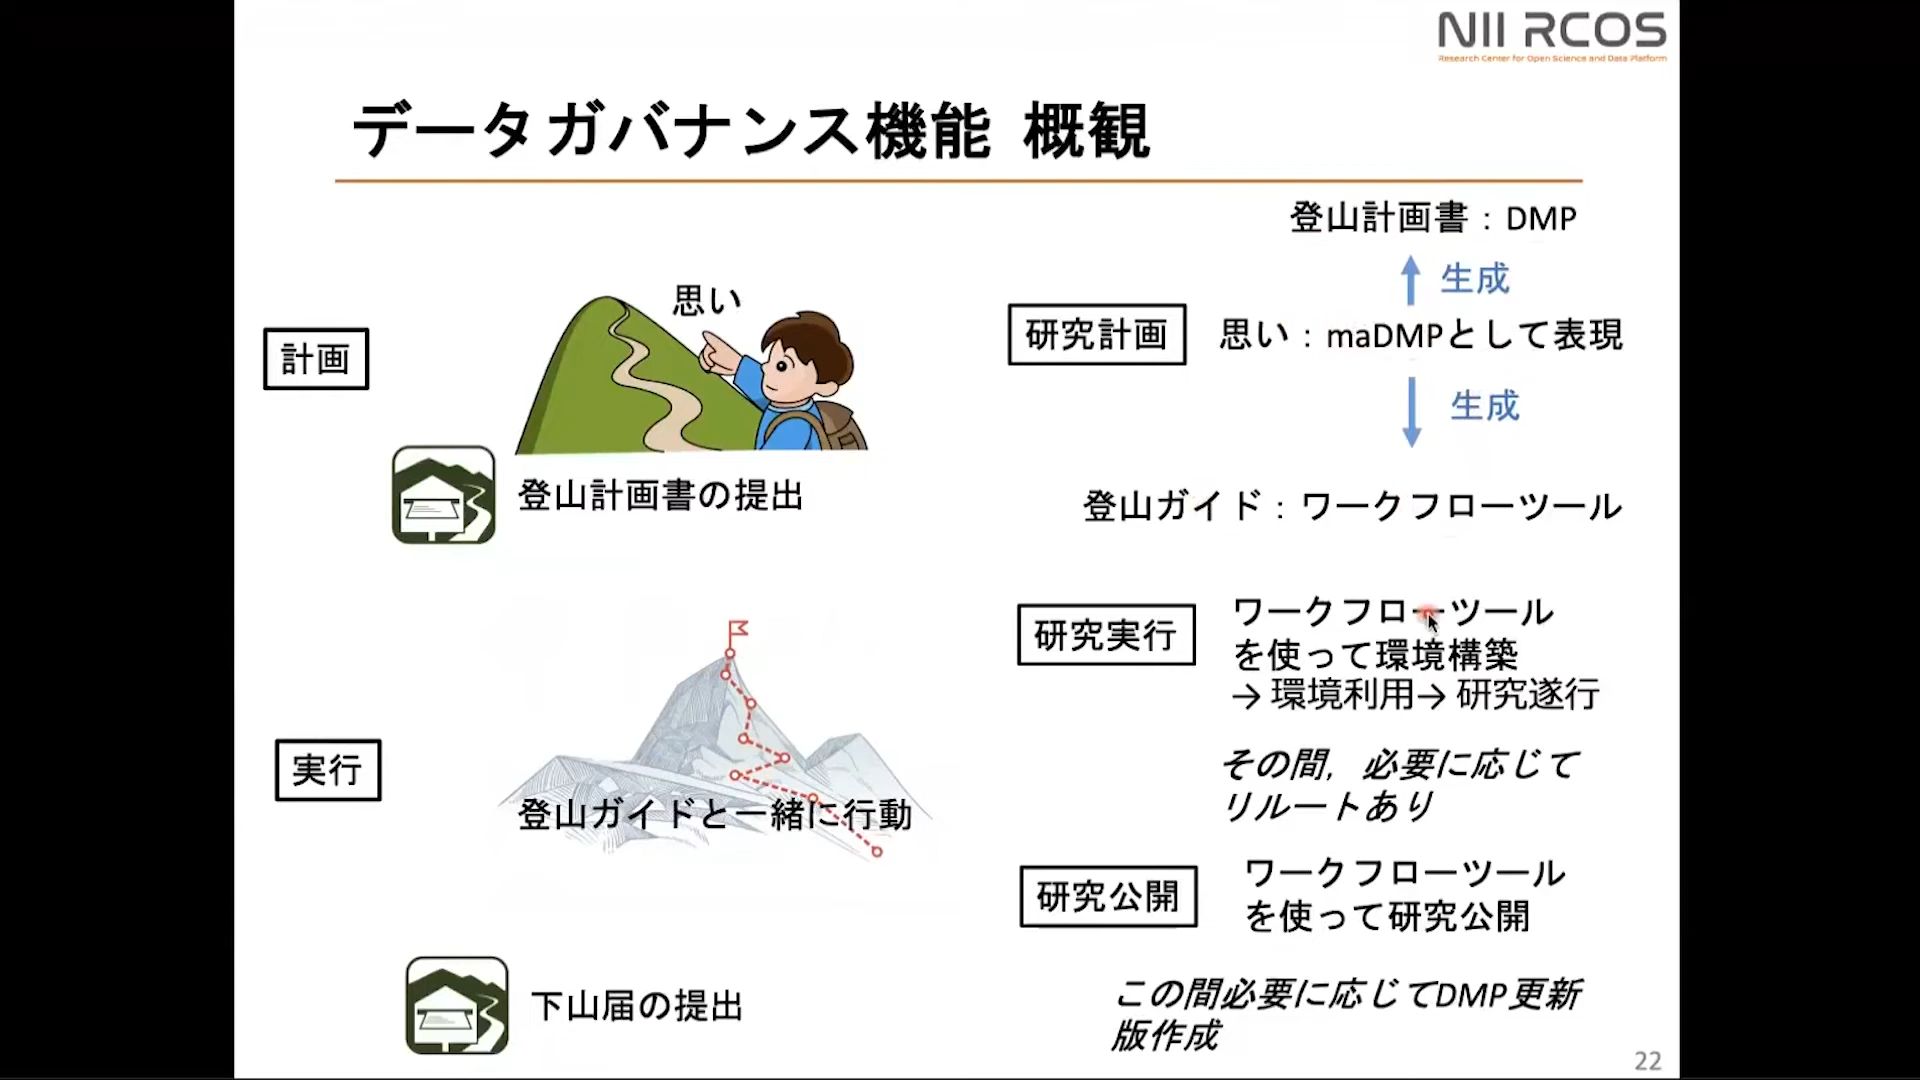 NII RCOS
Research Center for Open Science and Data Platform
データガバナンス機能 概観
計画
思い
登山計画書の提出
実行
登山ガイドと一緒に行動
下山届の提出
登山計画書：DMP
生成
研究計画
思い：maDMPとして表現
生成
登山ガイド：ワークフローツール
研究実行
ワークフローツール
を使って環境構築
→ 環境利用→ 研究遂行
その間，必要に応じて
リルートあり
研究公開
ワークフローツール
を使って研究公開
この間必要に応じてDMP更新
版作成
22